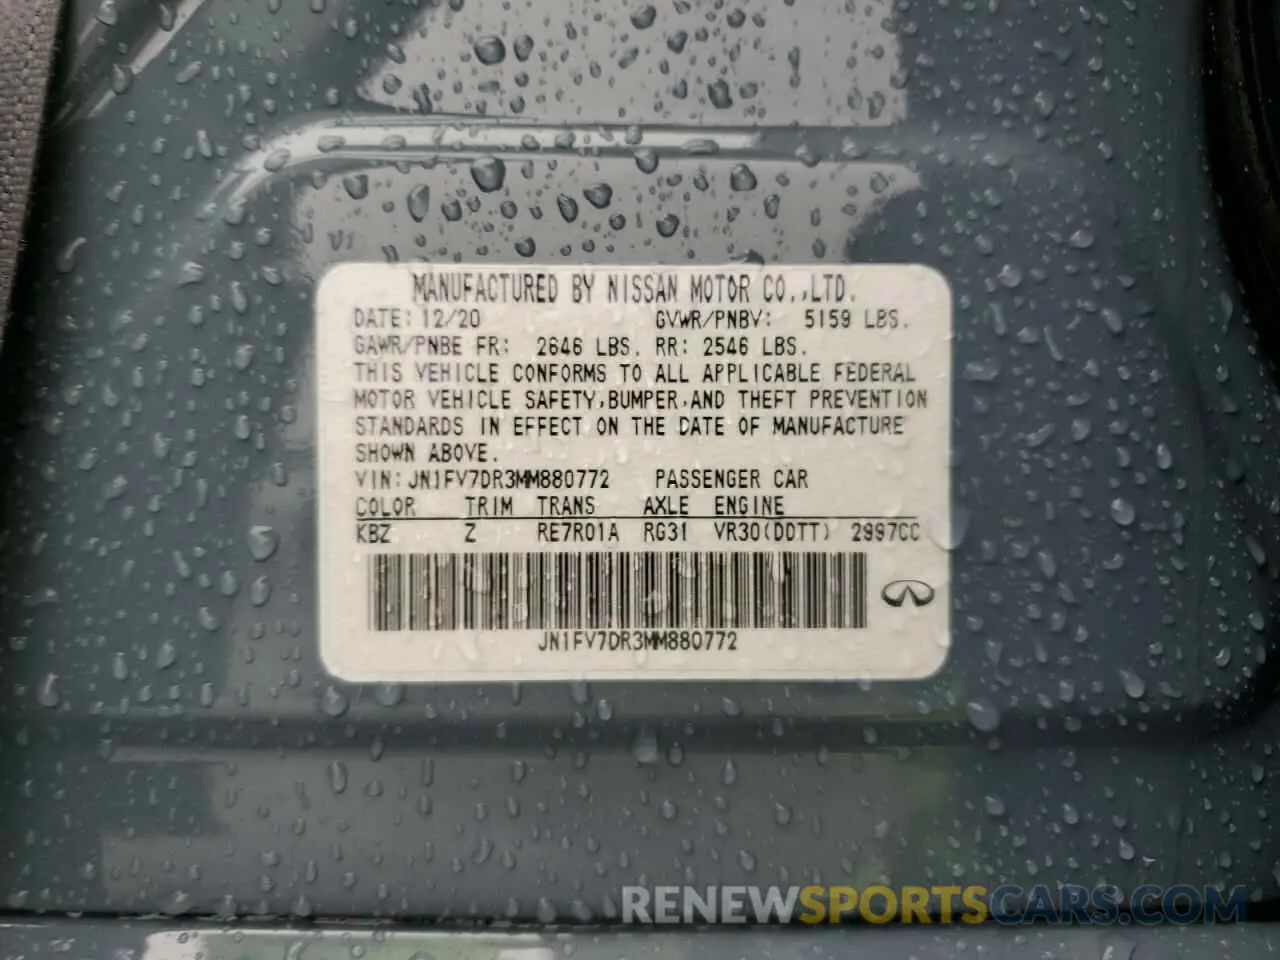 MANUFACTURED BY NISSAN MOTOR CO.,LTD.
DATE: 12/20 GVWR/PNBV: 5159 LBS.
GAWR/PNBE FR: 2646 LBS. RR: 2546 LBS.
THIS VEHICLE CONFORMS TO ALL APPLICABLE FEDERAL
MOTOR VEHICLE SAFETY,BUMPER,AND THEFT PREVENTION
STANDARDS IN EFFECT ON THE DATE OF MANUFACTURE
SHOWN ABOVE.
VIN: JN1FV7DR3MM880772 PASSENGER CAR
COLOR TRIM TRANS AXLE ENGINE
KBZ Z RE7R01A RG31 VR30(DDTT) 2997CC
JN1FV7DR3MM880772
RENEWSPORTSCARS.COM